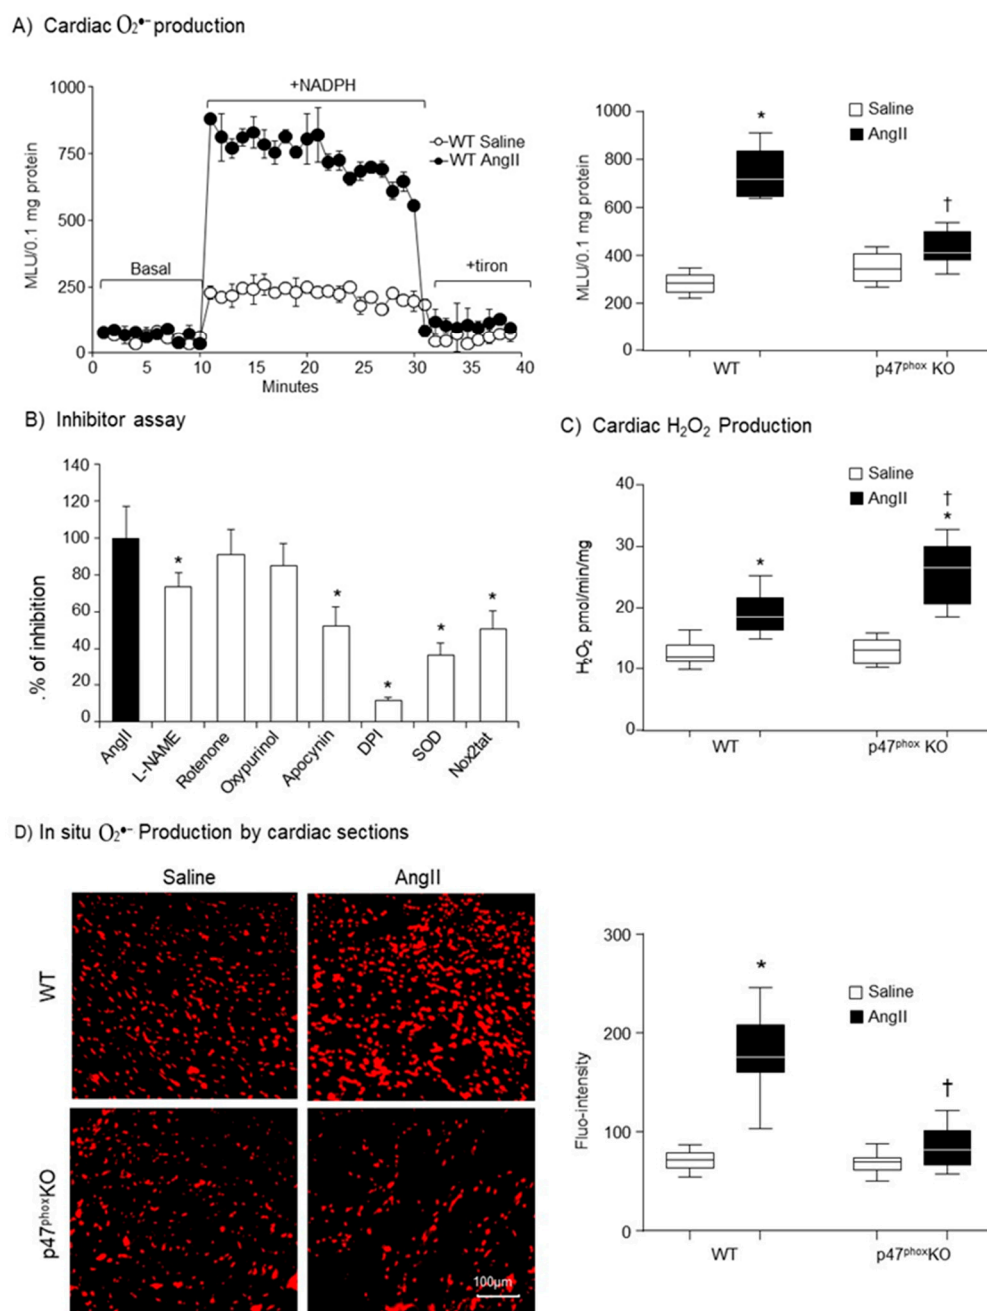 A) Cardiac O₂•⁻ production
+NADPH
WT Saline
WT AngII
Basal
+tiron
MLU/0.1 mg protein
1000
750
500
250
0
0 5 10 15 20 25 30 35 40
Minutes
Saline
AngII
MLU/0.1 mg protein
1000
800
600
400
200
0
*
†
WT p47ᵖʰᵒˣ KO
B) Inhibitor assay
.% of inhibition
140
120
100
80
60
40
20
0
* * * * *
AngII L-NAME Rotenone Oxypurinol Apocynin DPI SOD Nox2tat
C) Cardiac H₂O₂ Production
Saline
AngII
H₂O₂ pmol/min/mg
40
30
20
10
0
*
†
*
WT p47ᵖʰᵒˣ KO
D) In situ O₂•⁻ Production by cardiac sections
Saline AngII
WT
p47ᵖʰᵒˣKO
100μm
Saline
AngII
Fluo-intensity
300
200
100
0
*
†
WT p47ᵖʰᵒˣKO